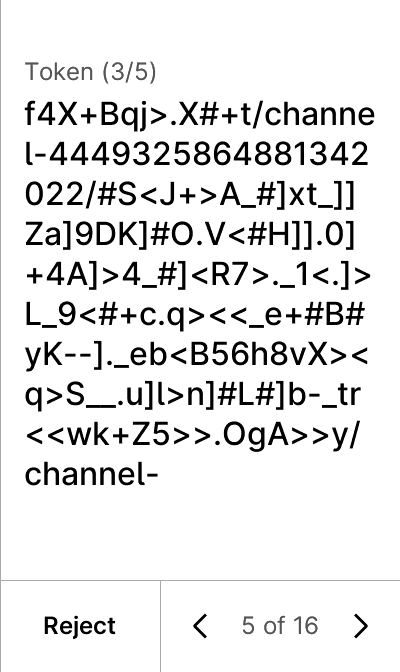 Token (3/5)
f4X+Bqj>.X#+t/channe
l-4449325864881342
022/#S<J+>A_#]xt_]]
Za]9DK]#O.V<#H]].0]
+4A]>4_#]<R7>._1<.]>
L_9<#+c.q><<_e+#B#
yK--]._eb<B56h8vX><
q>S__.u]l>n]#L#]b-_tr
<<wk+Z5>>.OgA>>y/
channel-
Reject
5 of 16